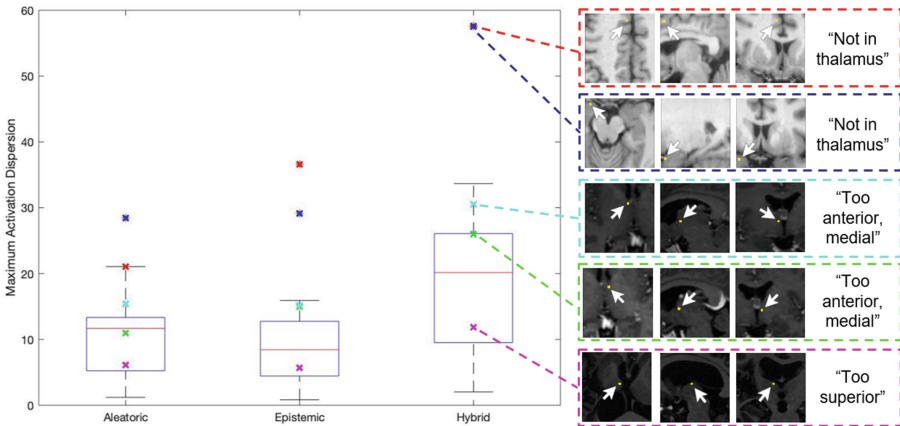 Maximum Activation Dispersion
60
50
40
30
20
10
0
Aleatoric
Epistemic
Hybrid
“Not in
thalamus”
“Not in
thalamus”
“Too
anterior,
medial”
“Too
anterior,
medial”
“Too
superior”